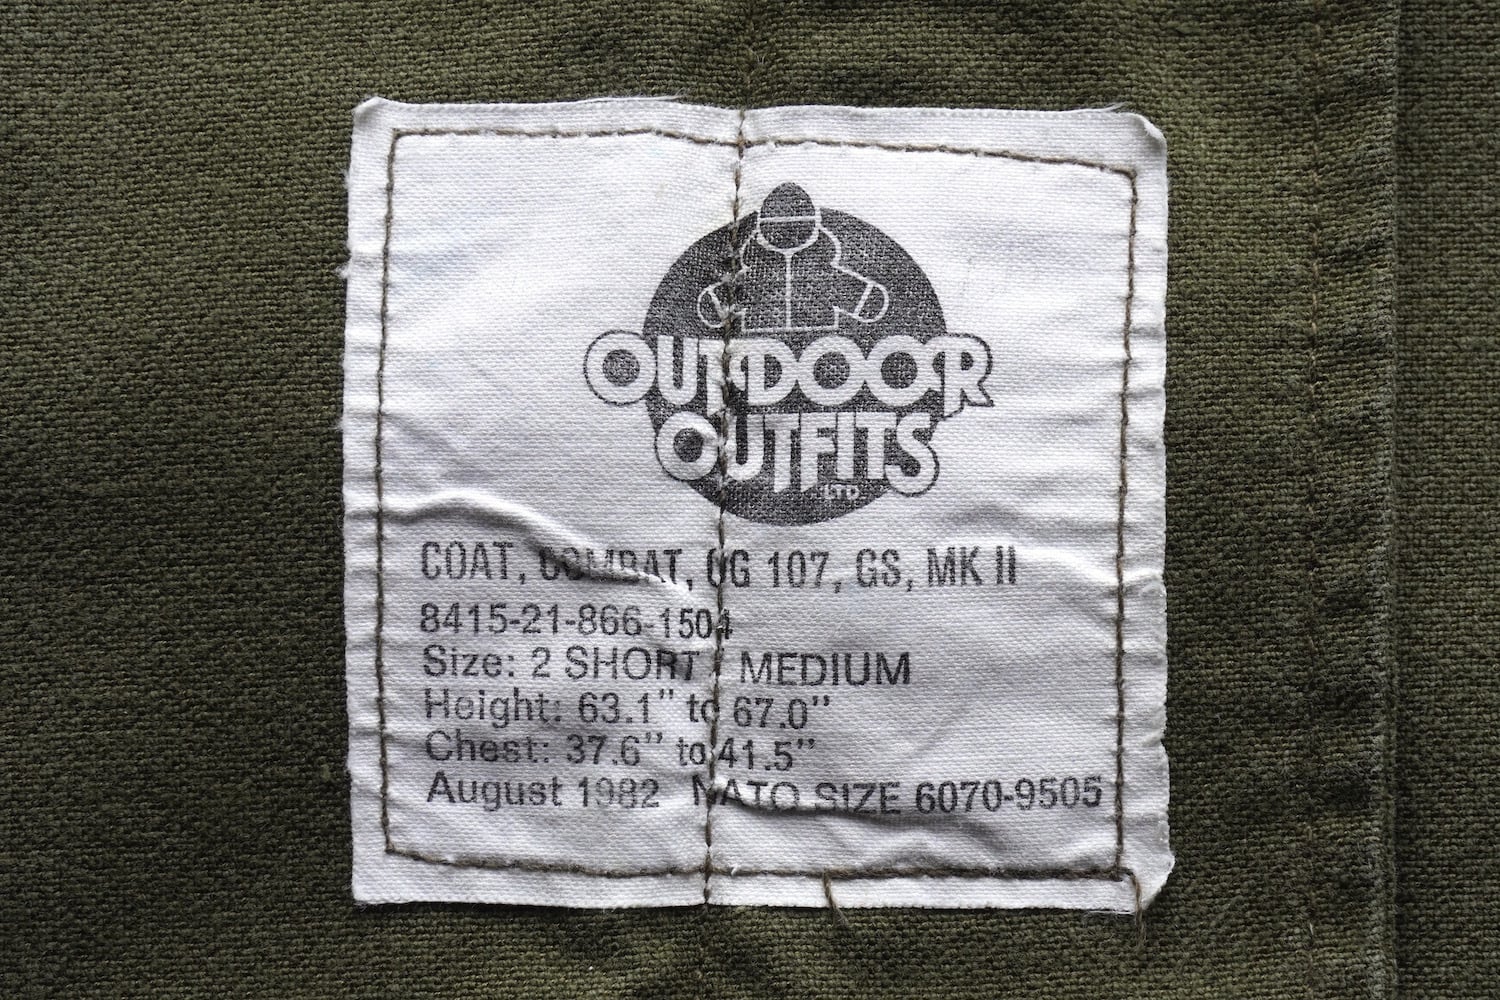 OUTDOOR
OUTFITS
LTD
COAT, COMBAT, OG 107, GS, MK II
8415-21-866-1504
Size: 2 SHORT / MEDIUM
Height: 63.1” to 67.0”
Chest: 37.6” to 41.5”
August 1982 NATO SIZE 6070-9505